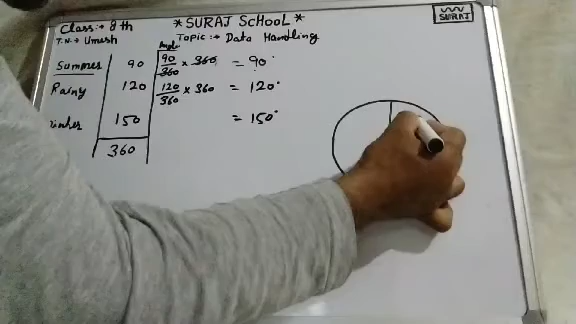 Class:→ 8th
*SURAJ SCHOOL*
SURAJ
T.N:→ Umesh
Topic:→ Data Handling
Angle
Summer 90 90/360 × 360 = 90°
Rainy 120 120/360 × 360 = 120°
150 = 150°
360